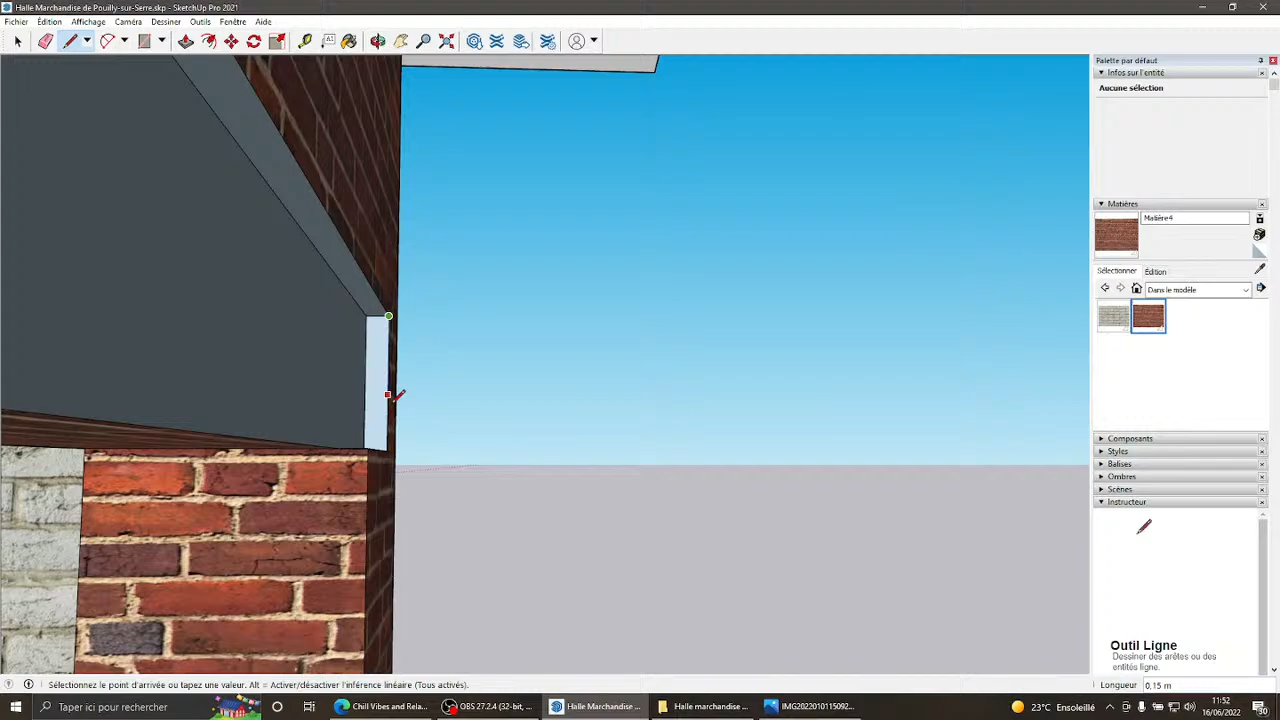 Halle Marchandise de Pouilly-sur-Serre.skp - SketchUp Pro 2021
Fichier Édition Affichage Caméra Dessiner Outils Fenêtre Aide
Palette par défaut
Infos sur l'entité
Aucune sélection
Matières
Matière4
Sélectionner Édition
Dans le modèle
Composants
Styles
Balises
Ombres
Scènes
Instructeur
Outil Ligne
Dessiner des arêtes ou des
entités ligne.
Sélectionnez le point d'arrivée ou tapez une valeur. Alt = Activer/désactiver l'inférence linéaire (Tous activés).
Longueur 0,15 m
Taper ici pour rechercher
Chill Vibes and Rela...
OBS 27.2.4 (32-bit, ...
Halle Marchandise ...
Halle marchandise ...
IMG2022010115092...
23°C Ensoleillé
11:52
16/06/2022